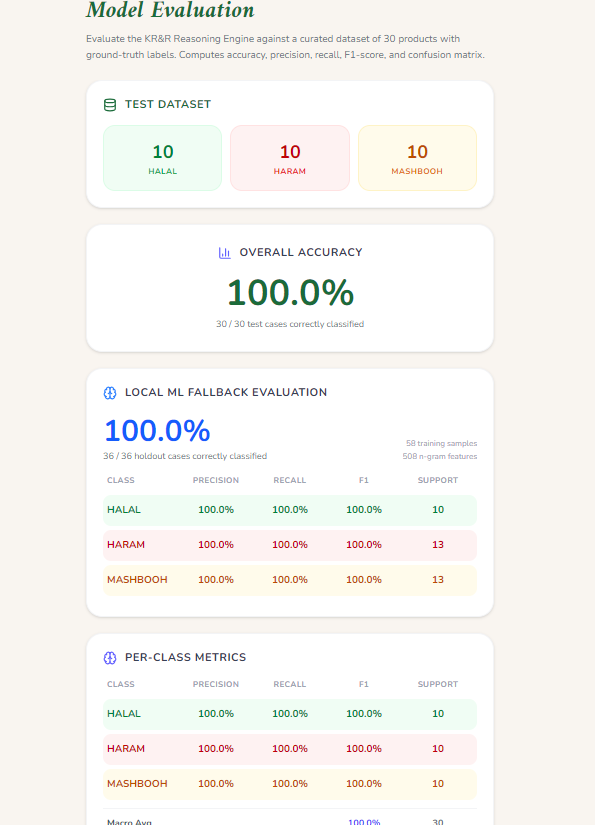 Model Evaluation
Evaluate the KR&R Reasoning Engine against a curated dataset of 30 products with
ground-truth labels. Computes accuracy, precision, recall, F1-score, and confusion matrix.
TEST DATASET
10 10 10
HALAL HARAM MASHBOOH
OVERALL ACCURACY
100.0%
30 / 30 test cases correctly classified
LOCAL ML FALLBACK EVALUATION
100.0%
58 training samples
36 / 36 holdout cases correctly classified 508 n-gram features
CLASS PRECISION RECALL F1 SUPPORT
HALAL 100.0% 100.0% 100.0% 10
HARAM 100.0% 100.0% 100.0% 13
MASHBOOH 100.0% 100.0% 100.0% 13
PER-CLASS METRICS
CLASS PRECISION RECALL F1 SUPPORT
HALAL 100.0% 100.0% 100.0% 10
HARAM 100.0% 100.0% 100.0% 10
MASHBOOH 100.0% 100.0% 100.0% 10
Macro Avg 100.0% 30